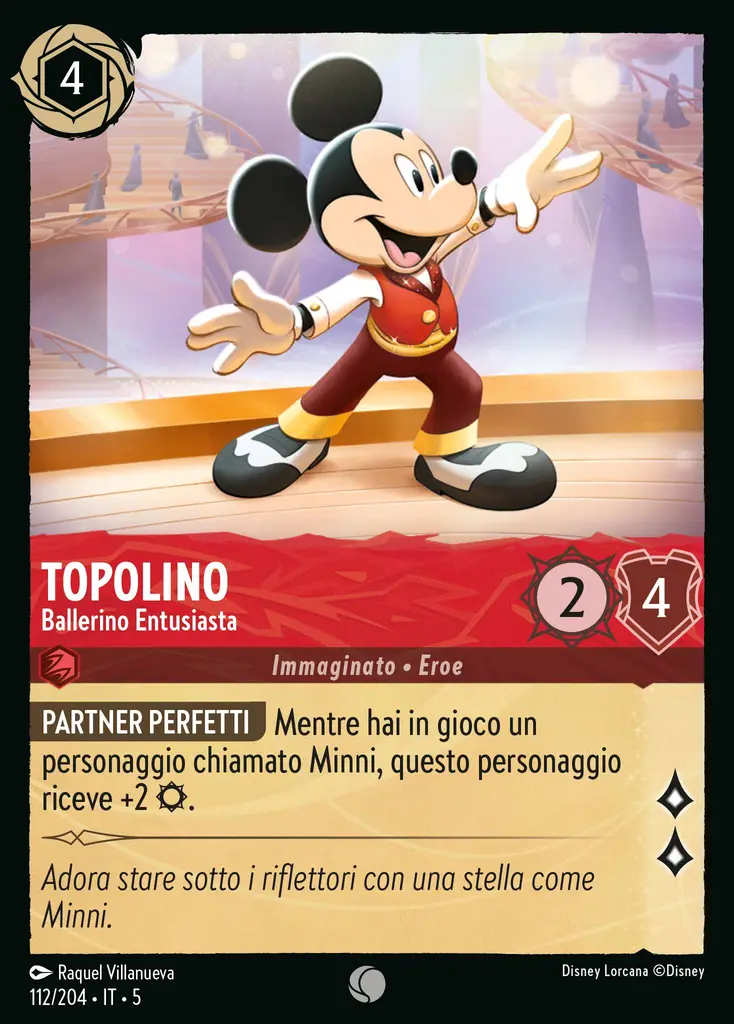 4
TOPOLINO
Ballerino Entusiasta
2
4
Immaginato • Eroe
PARTNER PERFETTI Mentre hai in gioco un
personaggio chiamato Minni, questo personaggio
riceve +2 .
Adora stare sotto i riflettori con una stella come
Minni.
Raquel Villanueva
Disney Lorcana ©Disney
112/204 • IT • 5